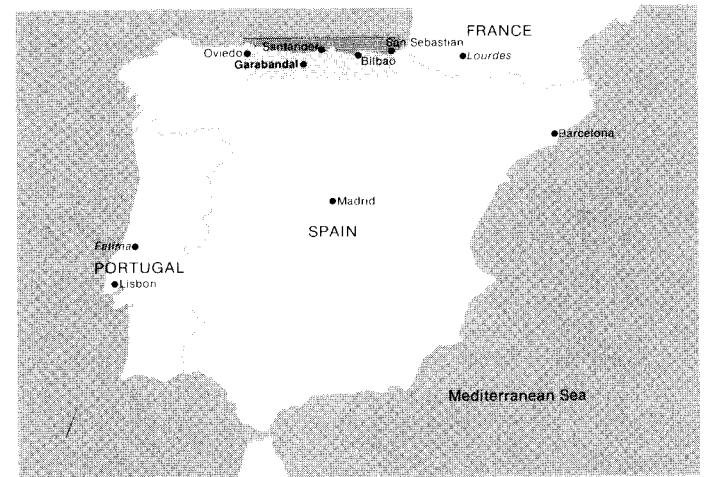 FRANCE
San Sebastian
Santander
Oviedo
Lourdes
Bilbao
Garabandal
Barcelona
Madrid
SPAIN
Fatima
PORTUGAL
Lisbon
Mediterranean Sea